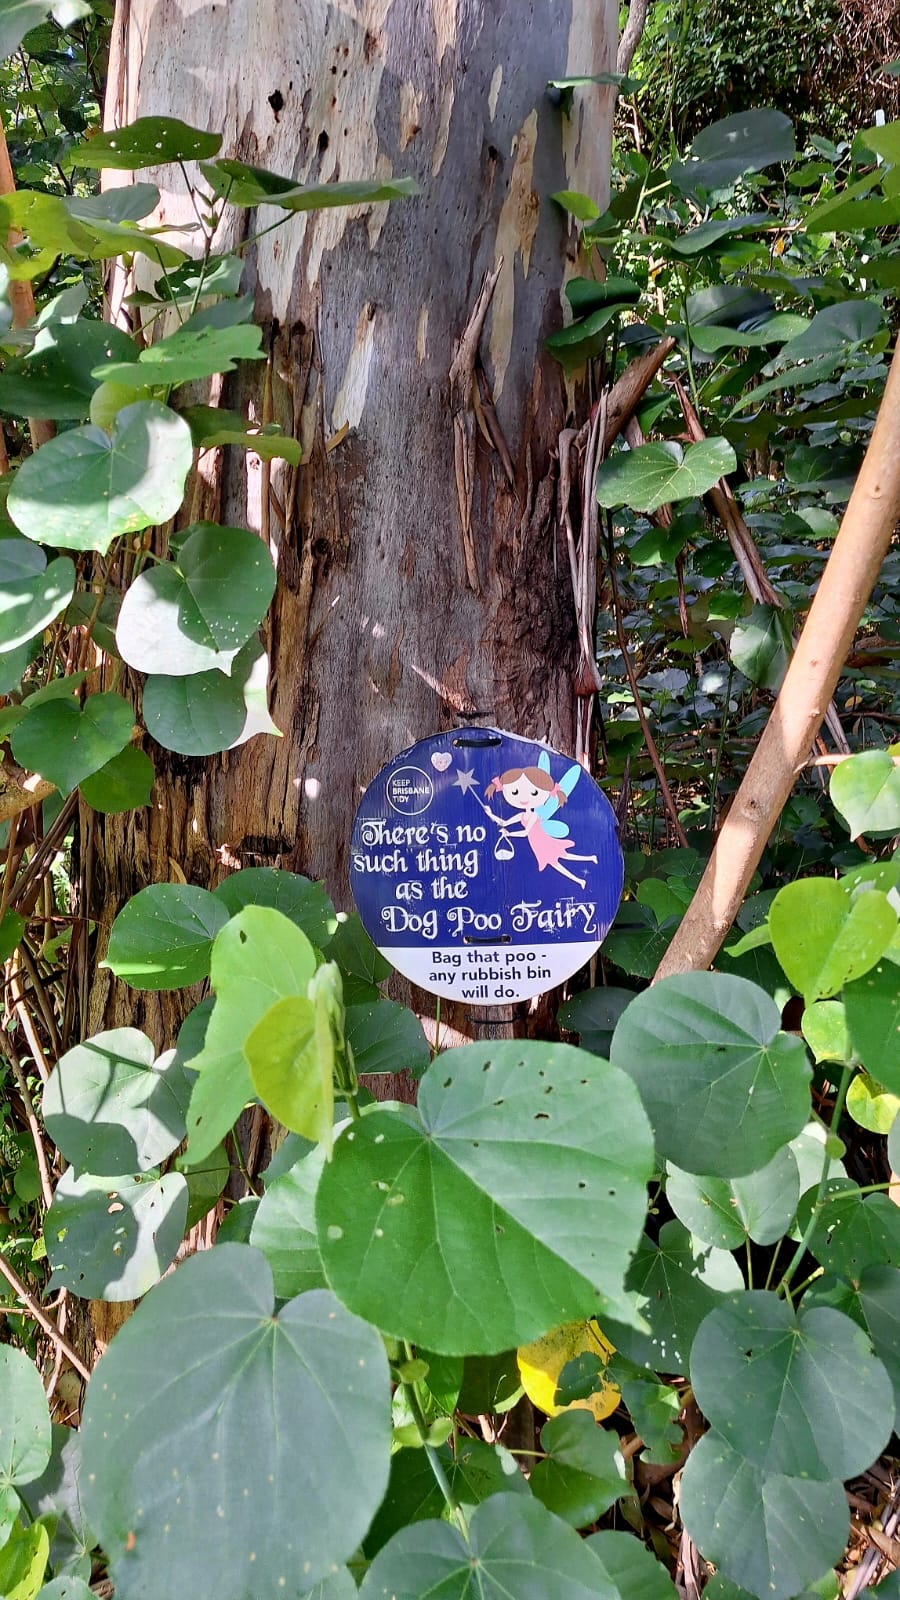 KEEP
BRISBANE
TIDY
There's no
such thing
as the
Dog Poo Fairy
Bag that poo -
any rubbish bin
will do.